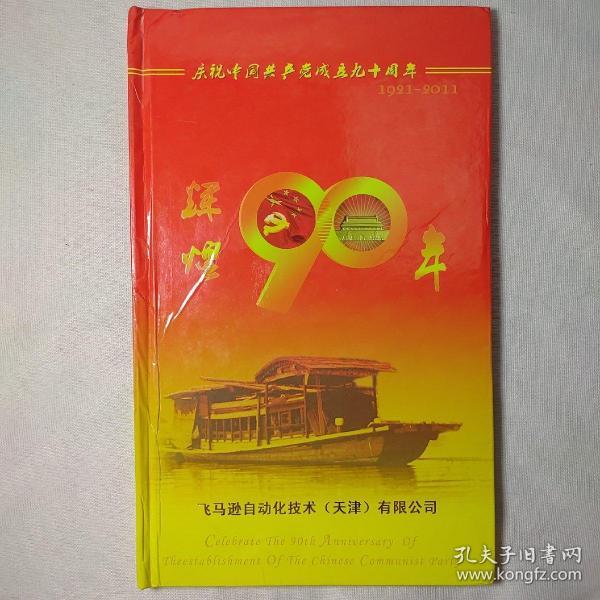 庆祝中国共产党成立九十周年
1921-2011
辉煌
90
年
飞马逊自动化技术（天津）有限公司
Celebrate The 90th Anniversary Of
Theestablishment Of The Chinese Communist Party
孔夫子旧书网
www.kongfz.com